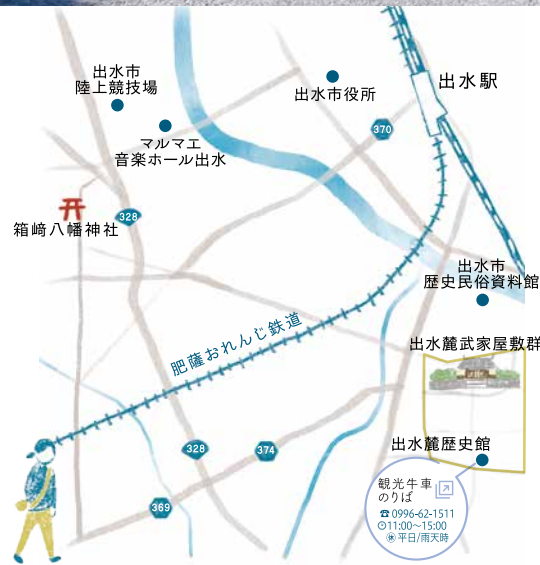 出水市
陸上競技場
出水市役所
出水駅
マルマエ
音楽ホール出水
370
箱崎八幡神社
328
出水市
歴史民俗資料館
肥薩おれんじ鉄道
出水麓武家屋敷群
出水麓歴史館
328
374
観光牛車
のりば
☎0996-62-1511
11:00〜15:00
㊡平日/雨天時
369